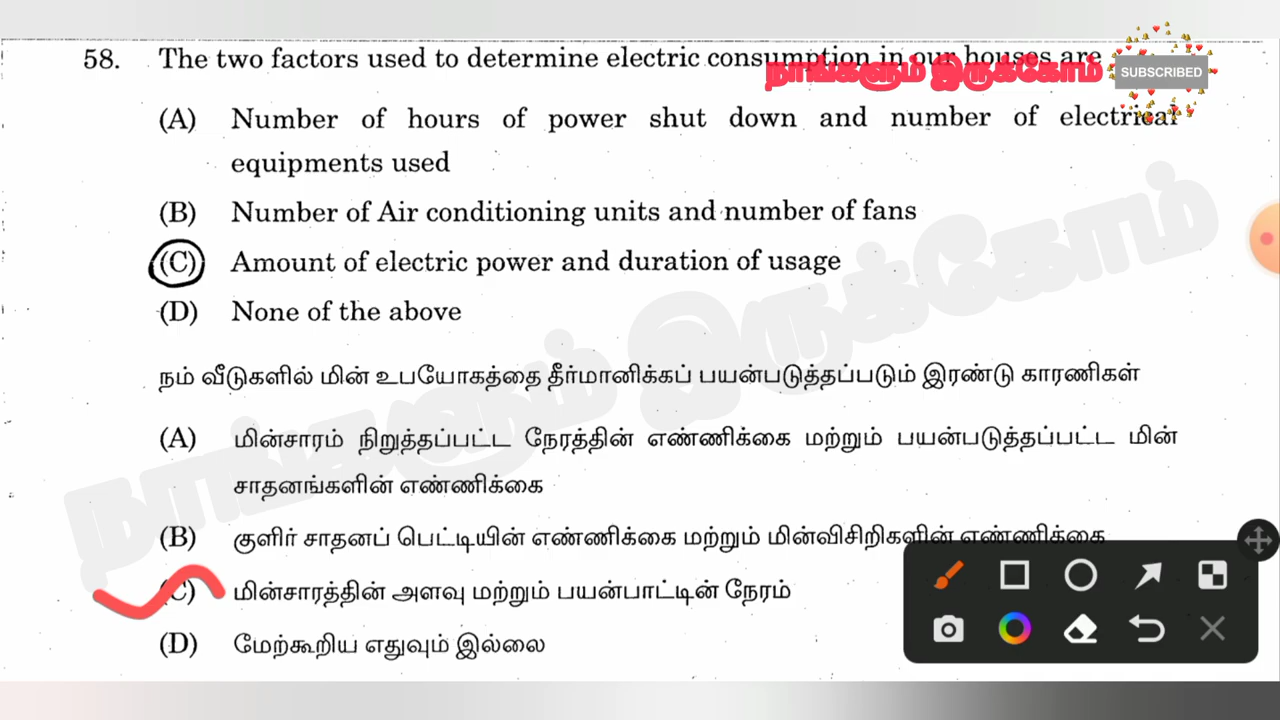 58. The two factors used to determine electric consumption in our houses are
நாங்களும் இருக்கோம்
SUBSCRIBED
(A) Number of hours of power shut down and number of electrical
equipments used
(B) Number of Air conditioning units and number of fans
(C) Amount of electric power and duration of usage
(D) None of the above
நாங்களும் இருக்கோம்
நம் வீடுகளில் மின் உபயோகத்தை தீர்மானிக்கப் பயன்படுத்தப்படும் இரண்டு காரணிகள்
(A) மின்சாரம் நிறுத்தப்பட்ட நேரத்தின் எண்ணிக்கை மற்றும் பயன்படுத்தப்பட்ட மின்
சாதனங்களின் எண்ணிக்கை
(B) குளிர் சாதனப் பெட்டியின் எண்ணிக்கை மற்றும் மின்விசிறிகளின் எண்ணிக்கை
(C) மின்சாரத்தின் அளவு மற்றும் பயன்பாட்டின் நேரம்
(D) மேற்கூறிய எதுவும் இல்லை